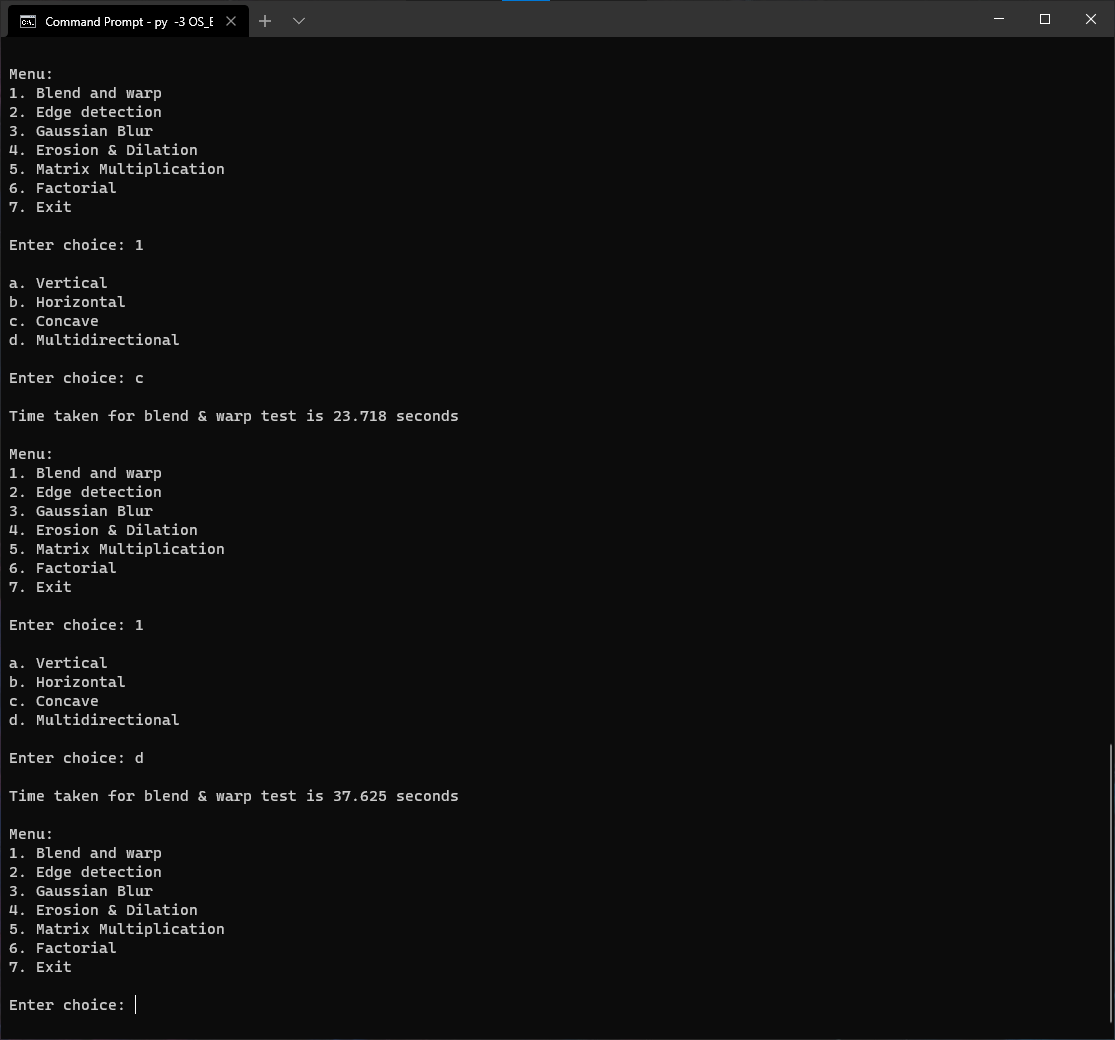 Command Prompt - py -3 OS_E
Menu:
1. Blend and warp
2. Edge detection
3. Gaussian Blur
4. Erosion & Dilation
5. Matrix Multiplication
6. Factorial
7. Exit
Enter choice: 1
a. Vertical
b. Horizontal
c. Concave
d. Multidirectional
Enter choice: c
Time taken for blend & warp test is 23.718 seconds
Menu:
1. Blend and warp
2. Edge detection
3. Gaussian Blur
4. Erosion & Dilation
5. Matrix Multiplication
6. Factorial
7. Exit
Enter choice: 1
a. Vertical
b. Horizontal
c. Concave
d. Multidirectional
Enter choice: d
Time taken for blend & warp test is 37.625 seconds
Menu:
1. Blend and warp
2. Edge detection
3. Gaussian Blur
4. Erosion & Dilation
5. Matrix Multiplication
6. Factorial
7. Exit
Enter choice: